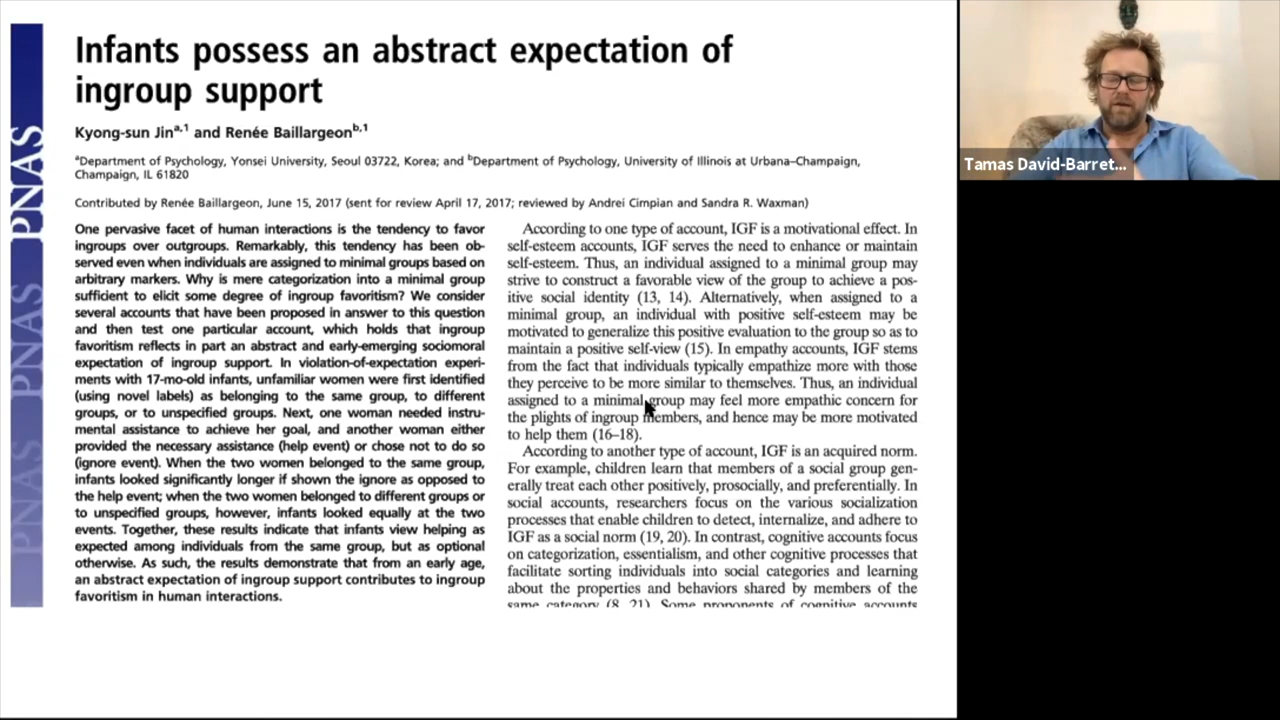 Infants possess an abstract expectation of
ingroup support
Kyong-sun Jin^a,1 and Renée Baillargeon^b,1
^aDepartment of Psychology, Yonsei University, Seoul 03722, Korea; and ^bDepartment of Psychology, University of Illinois at Urbana–Champaign,
Champaign, IL 61820
Contributed by Renée Baillargeon, June 15, 2017 (sent for review April 17, 2017; reviewed by Andrei Cimpian and Sandra R. Waxman)
One pervasive facet of human interactions is the tendency to favor
ingroups over outgroups. Remarkably, this tendency has been ob-
served even when individuals are assigned to minimal groups based on
arbitrary markers. Why is mere categorization into a minimal group
sufficient to elicit some degree of ingroup favoritism? We consider
several accounts that have been proposed in answer to this question
and then test one particular account, which holds that ingroup
favoritism reflects in part an abstract and early-emerging sociomoral
expectation of ingroup support. In violation-of-expectation experi-
ments with 17-mo-old infants, unfamiliar women were first identified
(using novel labels) as belonging to the same group, to different
groups, or to unspecified groups. Next, one woman needed instru-
mental assistance to achieve her goal, and another woman either
provided the necessary assistance (help event) or chose not to do so
(ignore event). When the two women belonged to the same group,
infants looked significantly longer if shown the ignore as opposed to
the help event; when the two women belonged to different groups or
to unspecified groups, however, infants looked equally at the two
events. Together, these results indicate that infants view helping as
expected among individuals from the same group, but as optional
otherwise. As such, the results demonstrate that from an early age,
an abstract expectation of ingroup support contributes to ingroup
favoritism in human interactions.
According to one type of account, IGF is a motivational effect. In
self-esteem accounts, IGF serves the need to enhance or maintain
self-esteem. Thus, an individual assigned to a minimal group may
strive to construct a favorable view of the group to achieve a pos-
itive social identity (13, 14). Alternatively, when assigned to a
minimal group, an individual with positive self-esteem may be
motivated to generalize this positive evaluation to the group so as to
maintain a positive self-view (15). In empathy accounts, IGF stems
from the fact that individuals typically empathize more with those
they perceive to be more similar to themselves. Thus, an individual
assigned to a minimal group may feel more empathic concern for
the plights of ingroup members, and hence may be more motivated
to help them (16–18).
According to another type of account, IGF is an acquired norm.
For example, children learn that members of a social group gen-
erally treat each other positively, prosocially, and preferentially. In
social accounts, researchers focus on the various socialization
processes that enable children to detect, internalize, and adhere to
IGF as a social norm (19, 20). In contrast, cognitive accounts focus
on categorization, essentialism, and other cognitive processes that
facilitate sorting individuals into social categories and learning
about the properties and behaviors shared by members of the
same category (8, 21). Some proponents of cognitive accounts
PNAS
PNAS
PNAS
Tamas David-Barret...